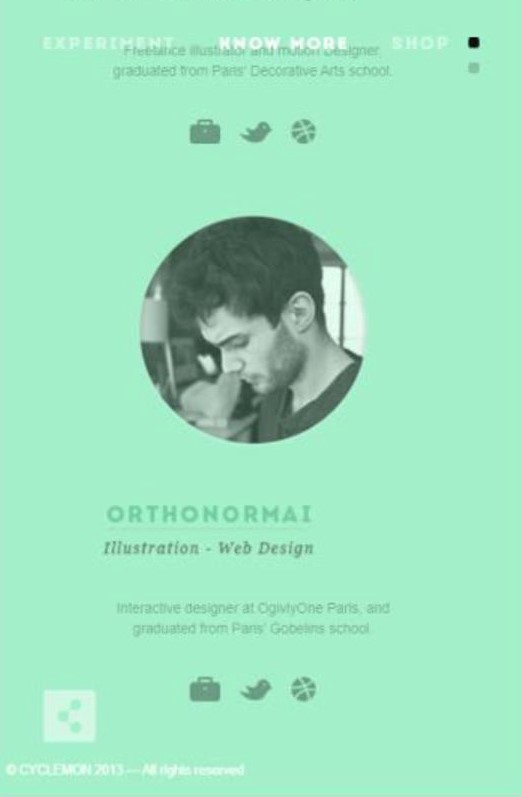 EXPERIMENT KNOW MORE SHOP
Freelance illustrator and motion Designer
graduated from Paris' Decorative Arts school.
ORTHONORMAI
Illustration - Web Design
Interactive designer at OgivlyOne Paris, and
graduated from Paris' Gobelins school.
© CYCLEMON 2013 — All rights reserved